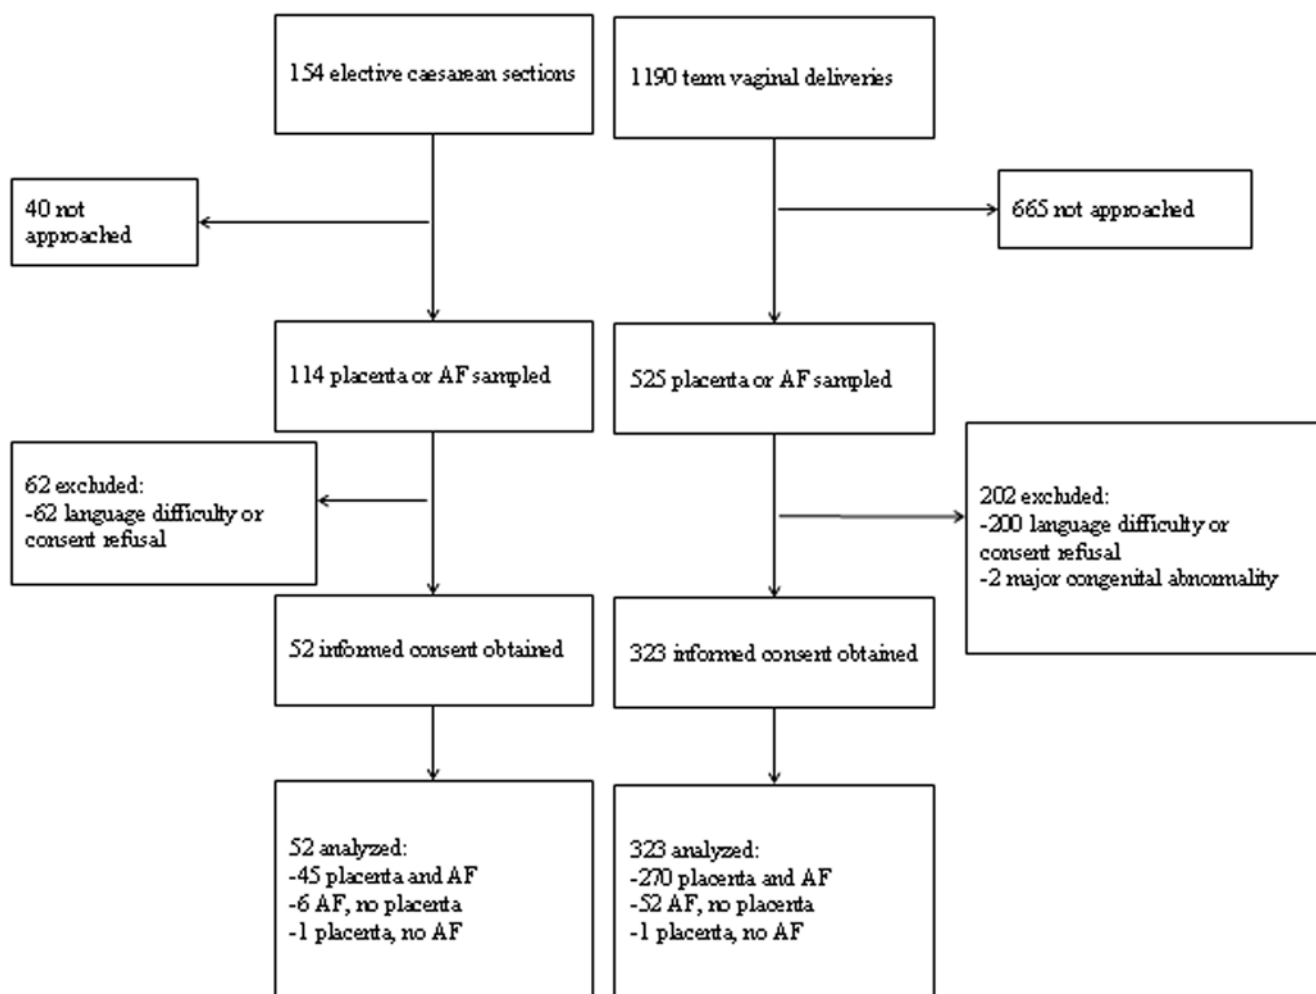 154 elective caesarean sections
1190 term vaginal deliveries
40 not
approached
665 not approached
114 placenta or AF sampled
525 placenta or AF sampled
62 excluded:
-62 language difficulty or
consent refusal
202 excluded:
-200 language difficulty or
consent refusal
-2 major congenital abnormality
52 informed consent obtained
323 informed consent obtained
52 analyzed:
-45 placenta and AF
-6 AF, no placenta
-1 placenta, no AF
323 analyzed:
-270 placenta and AF
-52 AF, no placenta
-1 placenta, no AF